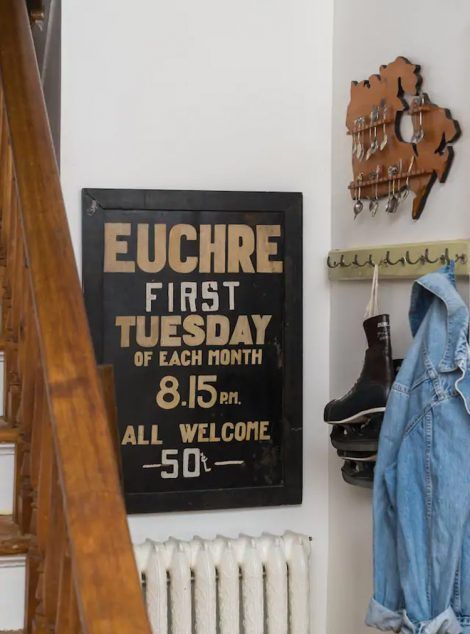 EUCHRE
FIRST
TUESDAY
OF EACH MONTH
8.15 P.M.
ALL WELCOME
—50¢—